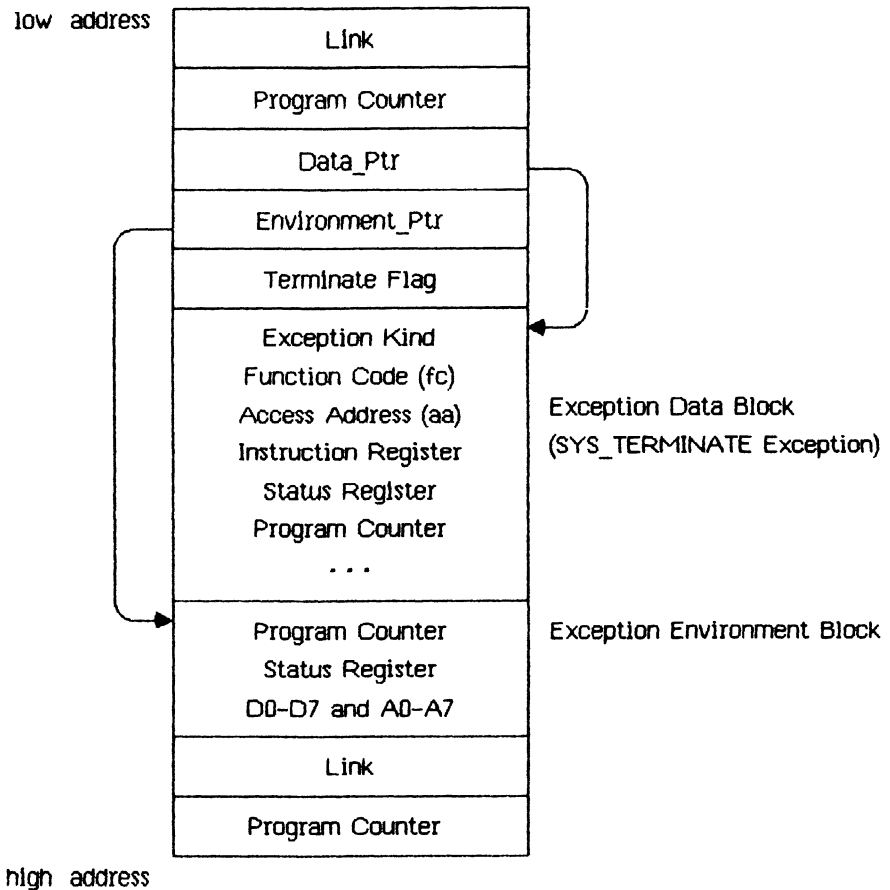 low address
Link
Program Counter
Data_Ptr
Environment_Ptr
Terminate Flag
Exception Kind
Function Code (fc)
Access Address (aa)
Instruction Register
Status Register
Program Counter
. . .
Exception Data Block
(SYS_TERMINATE Exception)
Program Counter
Status Register
D0-D7 and A0-A7
Exception Environment Block
Link
Program Counter
high address